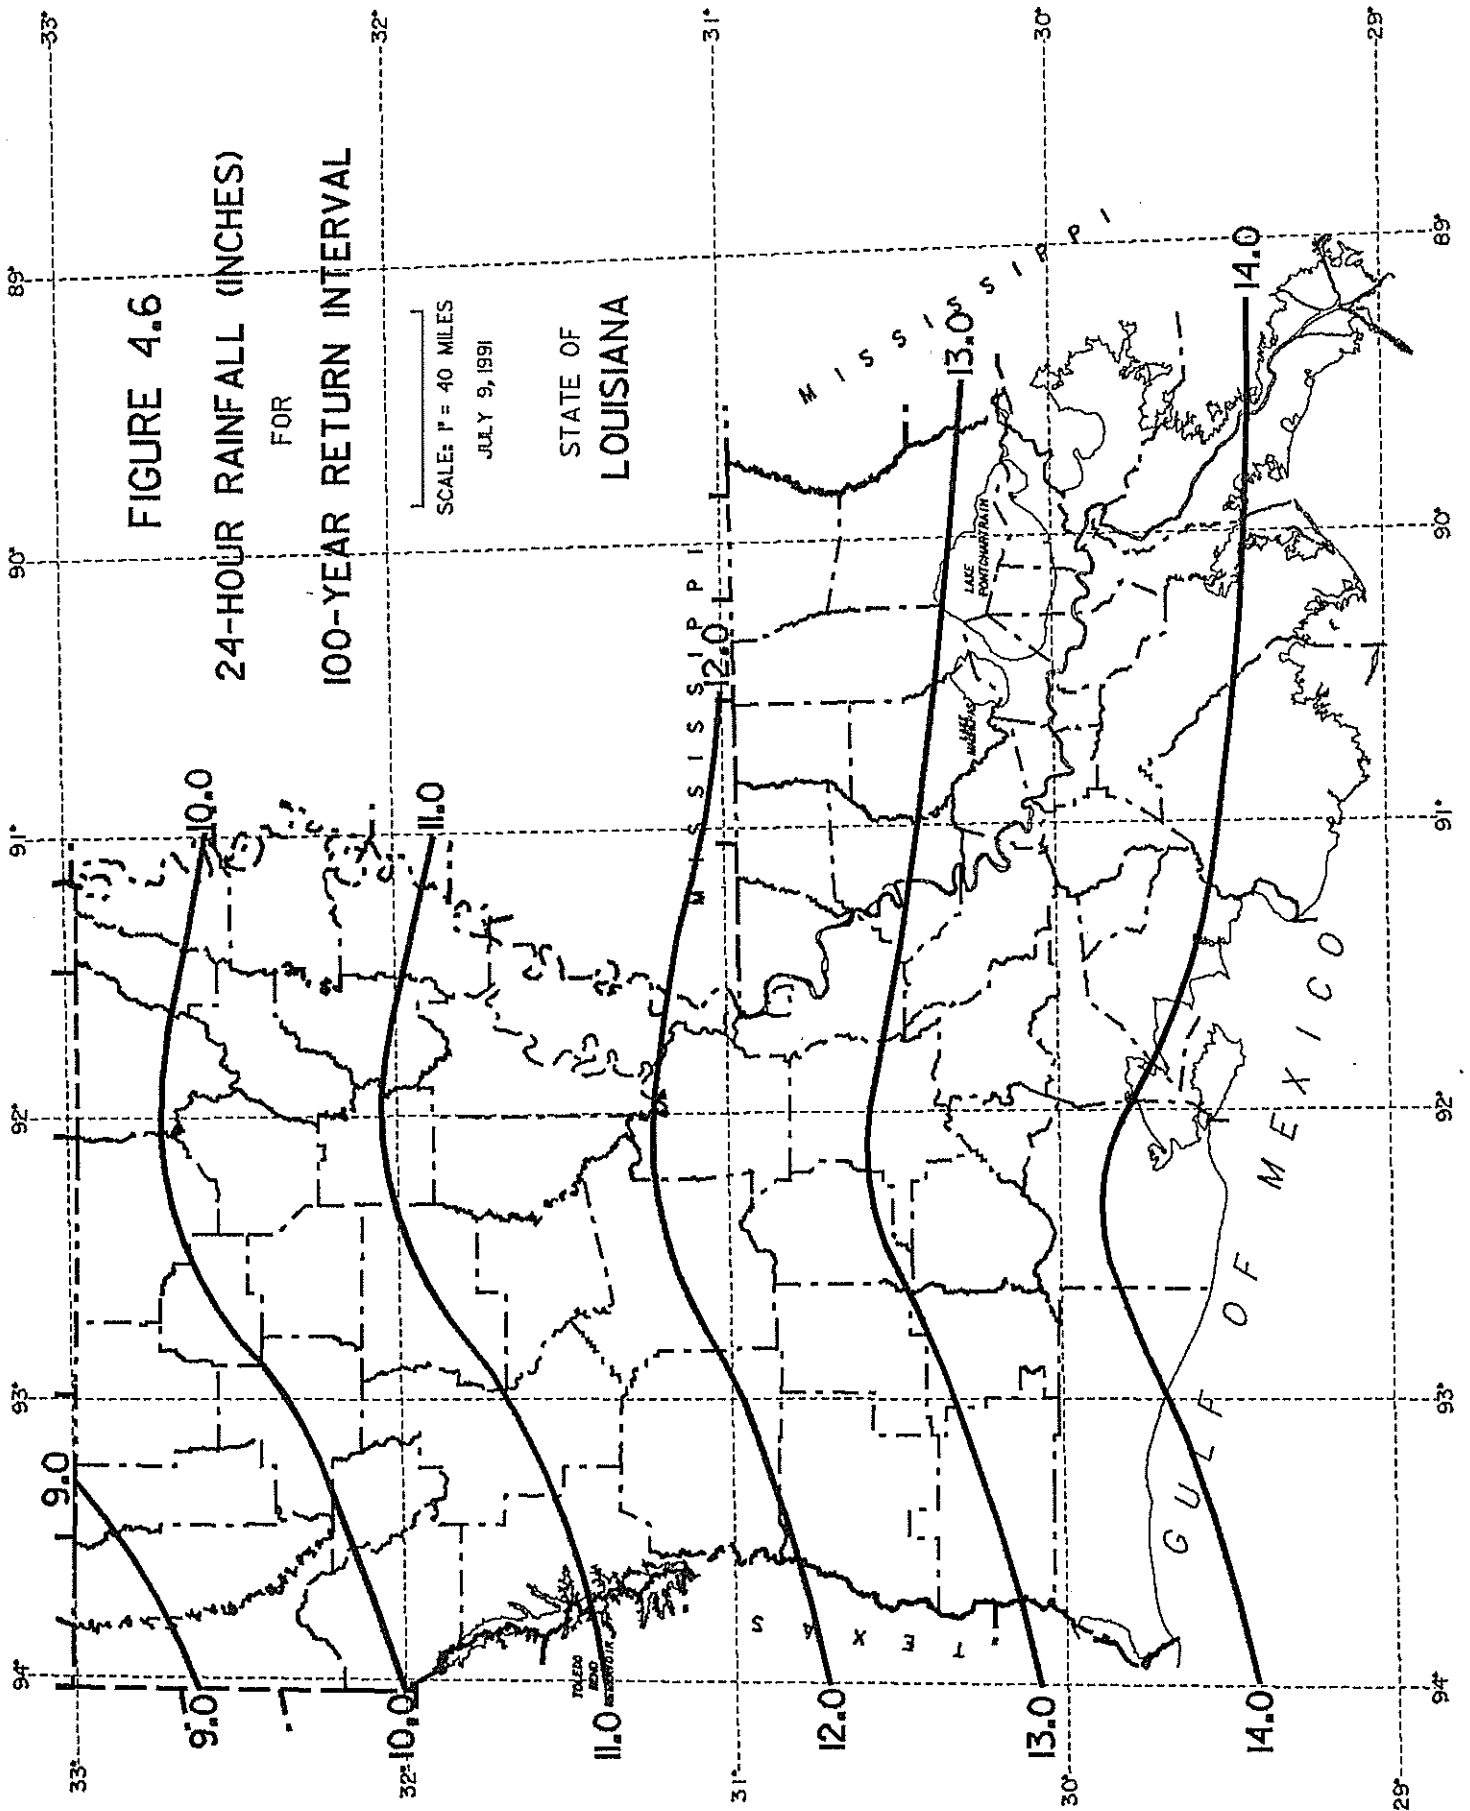 FIGURE 4.6
24-HOUR RAINFALL (INCHES)
FOR
100-YEAR RETURN INTERVAL
SCALE: 1" = 40 MILES
JULY 9, 1991
STATE OF
LOUISIANA
94° 93° 92° 91° 90° 89°
33° 33°
32° 32°
31° 31°
30° 30°
29° 29°
94° 93° 92° 91° 90° 89°
9.0 9.0
10.0 10.0
11.0 11.0
12.0 12.0
13.0 13.0
14.0 14.0
MISSISSIPPI
MISSISSIPPI
TEXAS
TOLEDO
BEND
RESERVOIR
LAKE
MAUREPAS
LAKE
PONTCHARTRAIN
GULF OF MEXICO